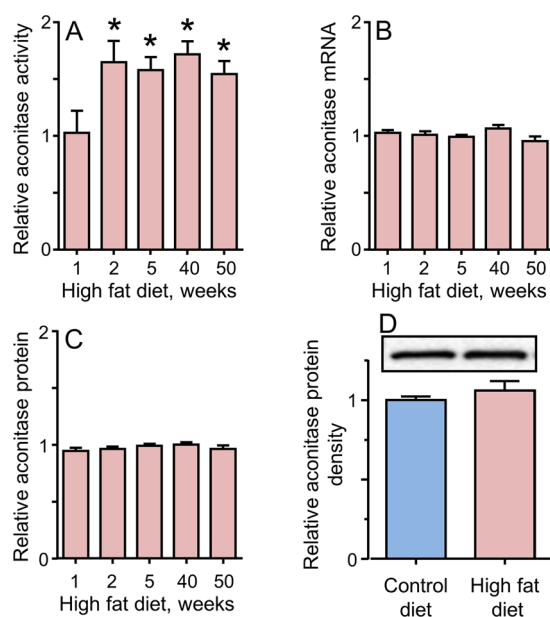 A
Relative aconitase activity
2
1
0
* * * *
1 2 5 40 50
High fat diet, weeks
B
Relative aconitase mRNA
2
1
0
1 2 5 40 50
High fat diet, weeks
C
Relative aconitase protein
2
1
0
1 2 5 40 50
High fat diet, weeks
D
Relative aconitase protein
density
1
0
Control
diet
High fat
diet